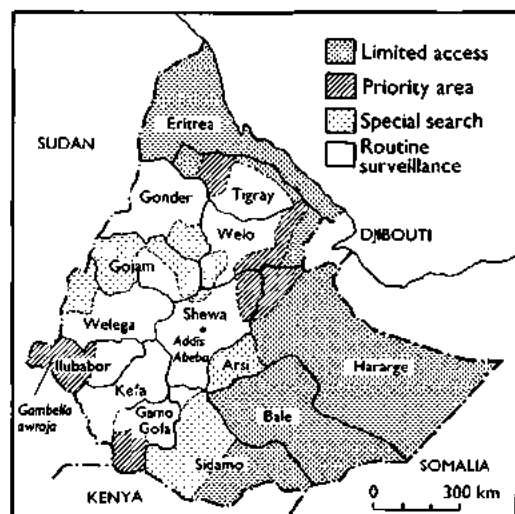 Limited access
Priority area
Special search
Routine
surveillance
SUDAN
Eritrea
Gonder
Tigray
Welo
DJIBOUTI
Gojam
Welega
Shewa
Addis
Abeba
Ilubabor
Arsi
Hararge
Kefa
Gambella
awraja
Gamo
Gofa
Bale
Sidamo
SOMALIA
KENYA
0 300 km